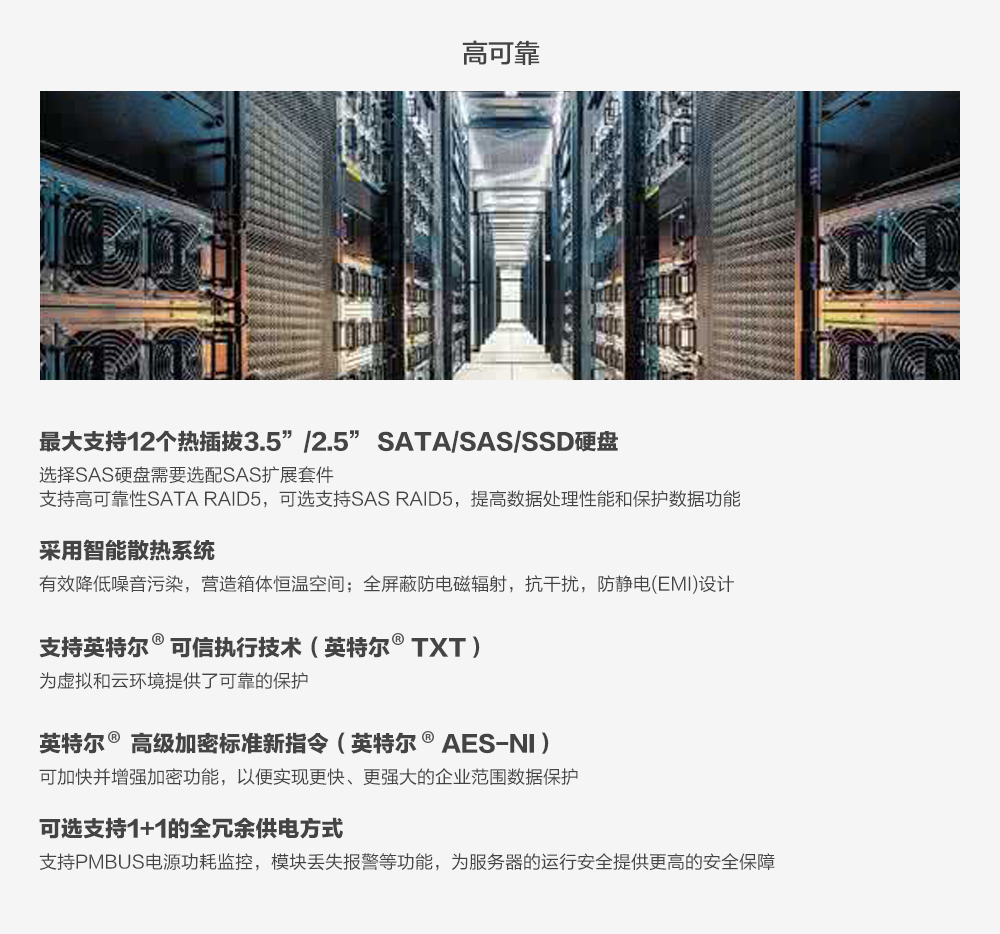 高可靠
最大支持12个热插拔3.5”/2.5” SATA/SAS/SSD硬盘
选择SAS硬盘需要选配SAS扩展套件
支持高可靠性SATA RAID5，可选支持SAS RAID5，提高数据处理性能和保护数据功能
采用智能散热系统
有效降低噪音污染，营造箱体恒温空间；全屏蔽防电磁辐射，抗干扰，防静电(EMI)设计
支持英特尔® 可信执行技术（英特尔® TXT）
为虚拟和云环境提供了可靠的保护
英特尔® 高级加密标准新指令（英特尔® AES-NI）
可加快并增强加密功能，以便实现更快、更强大的企业范围数据保护
可选支持1+1的全冗余供电方式
支持PMBUS电源功耗监控，模块丢失报警等功能，为服务器的运行安全提供更高的安全保障